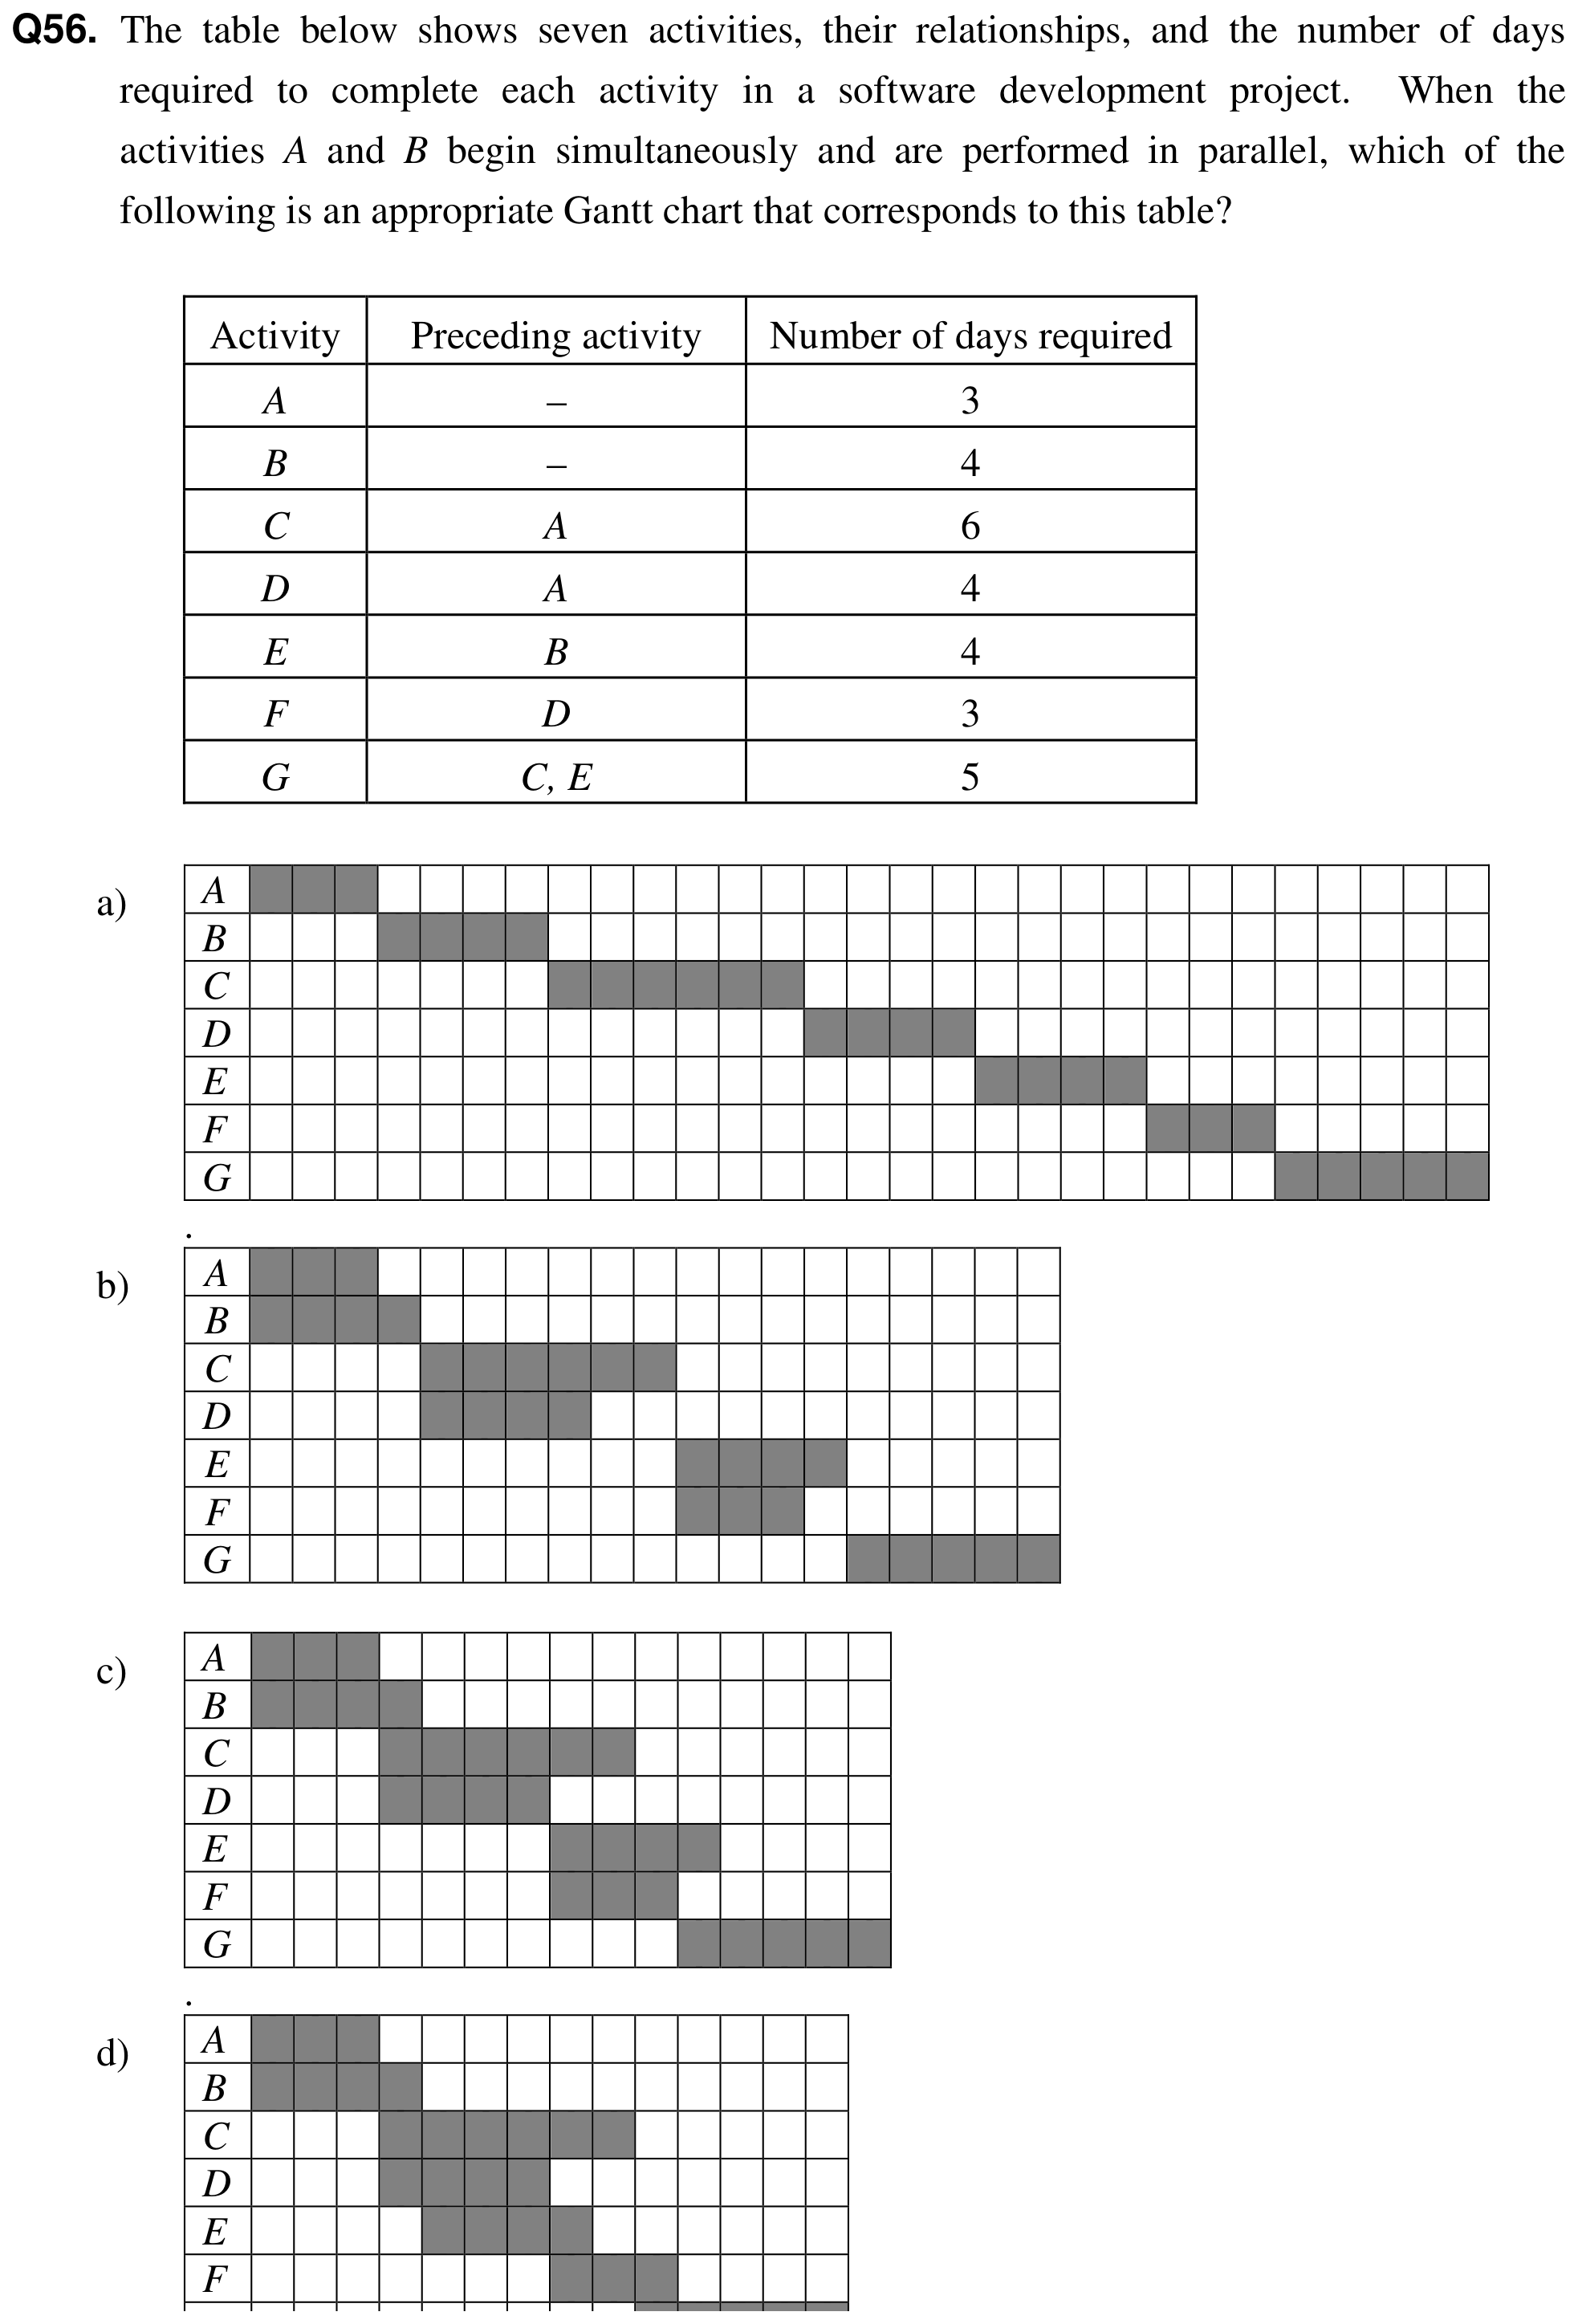 Q56. The table below shows seven activities, their relationships, and the number of days
required to complete each activity in a software development project. When the
activities A and B begin simultaneously and are performed in parallel, which of the
following is an appropriate Gantt chart that corresponds to this table?
Activity Preceding activity Number of days required
A – 3
B – 4
C A 6
D A 4
E B 4
F D 3
G C, E 5
a)
A
B
C
D
E
F
G
.
b)
A
B
C
D
E
F
G
c)
A
B
C
D
E
F
G
.
d)
A
B
C
D
E
F